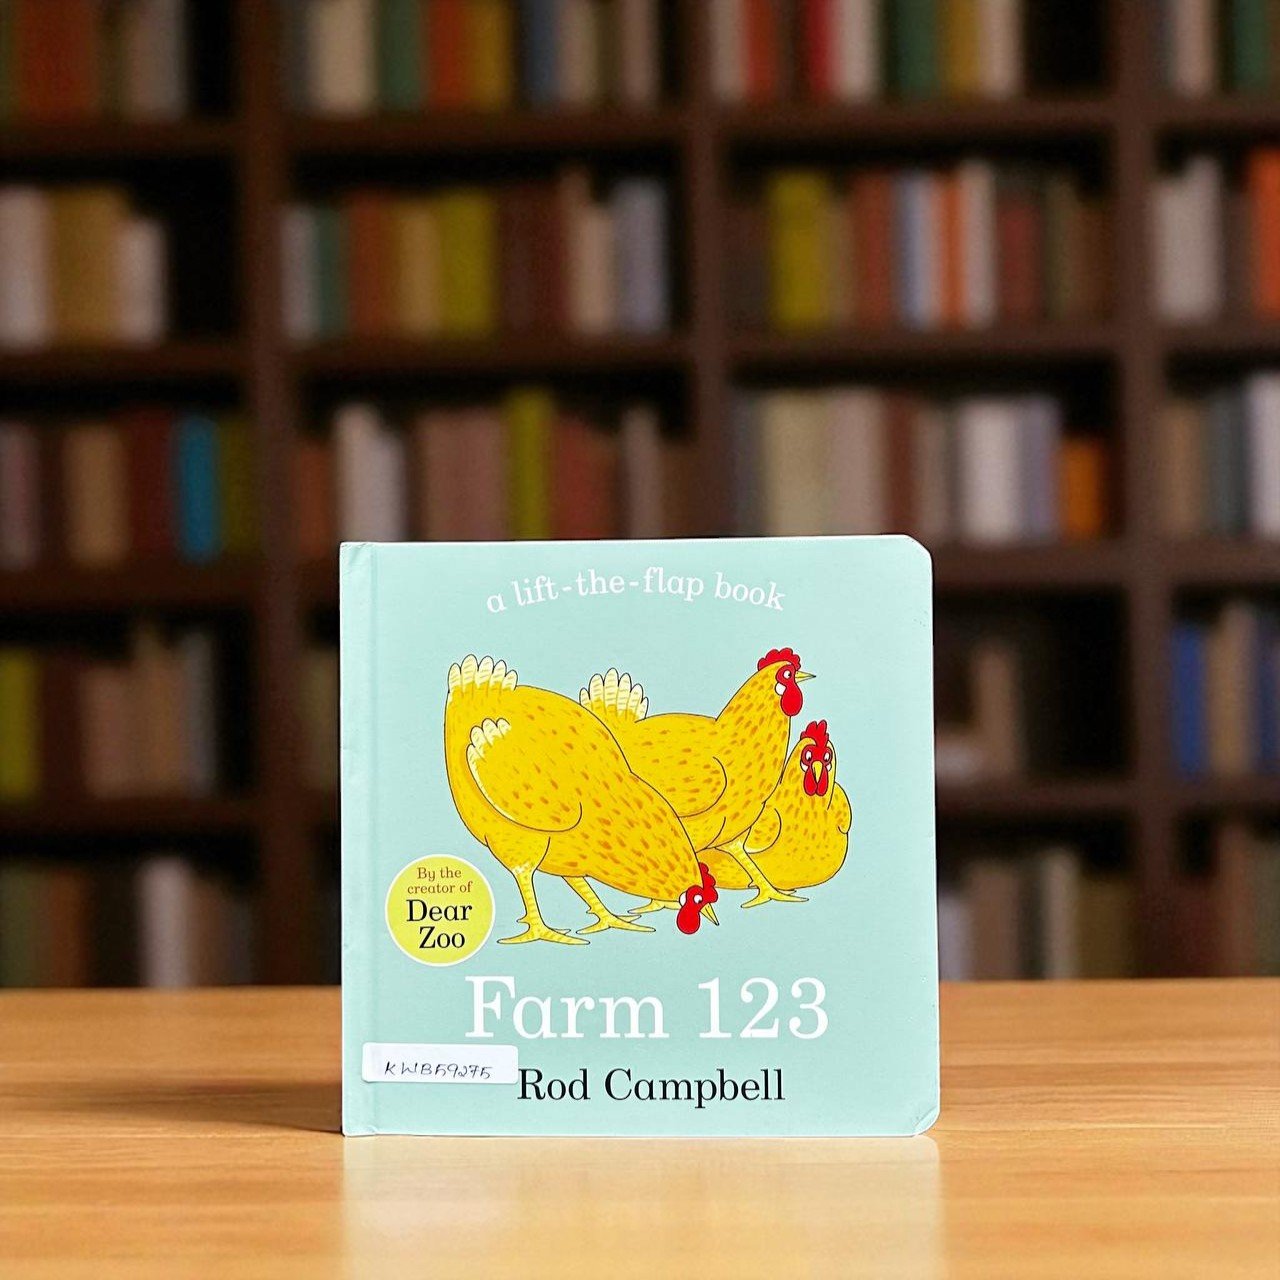 a lift-the-flap book
By the
creator of
Dear
Zoo
Farm 123
KWB59275
Rod Campbell